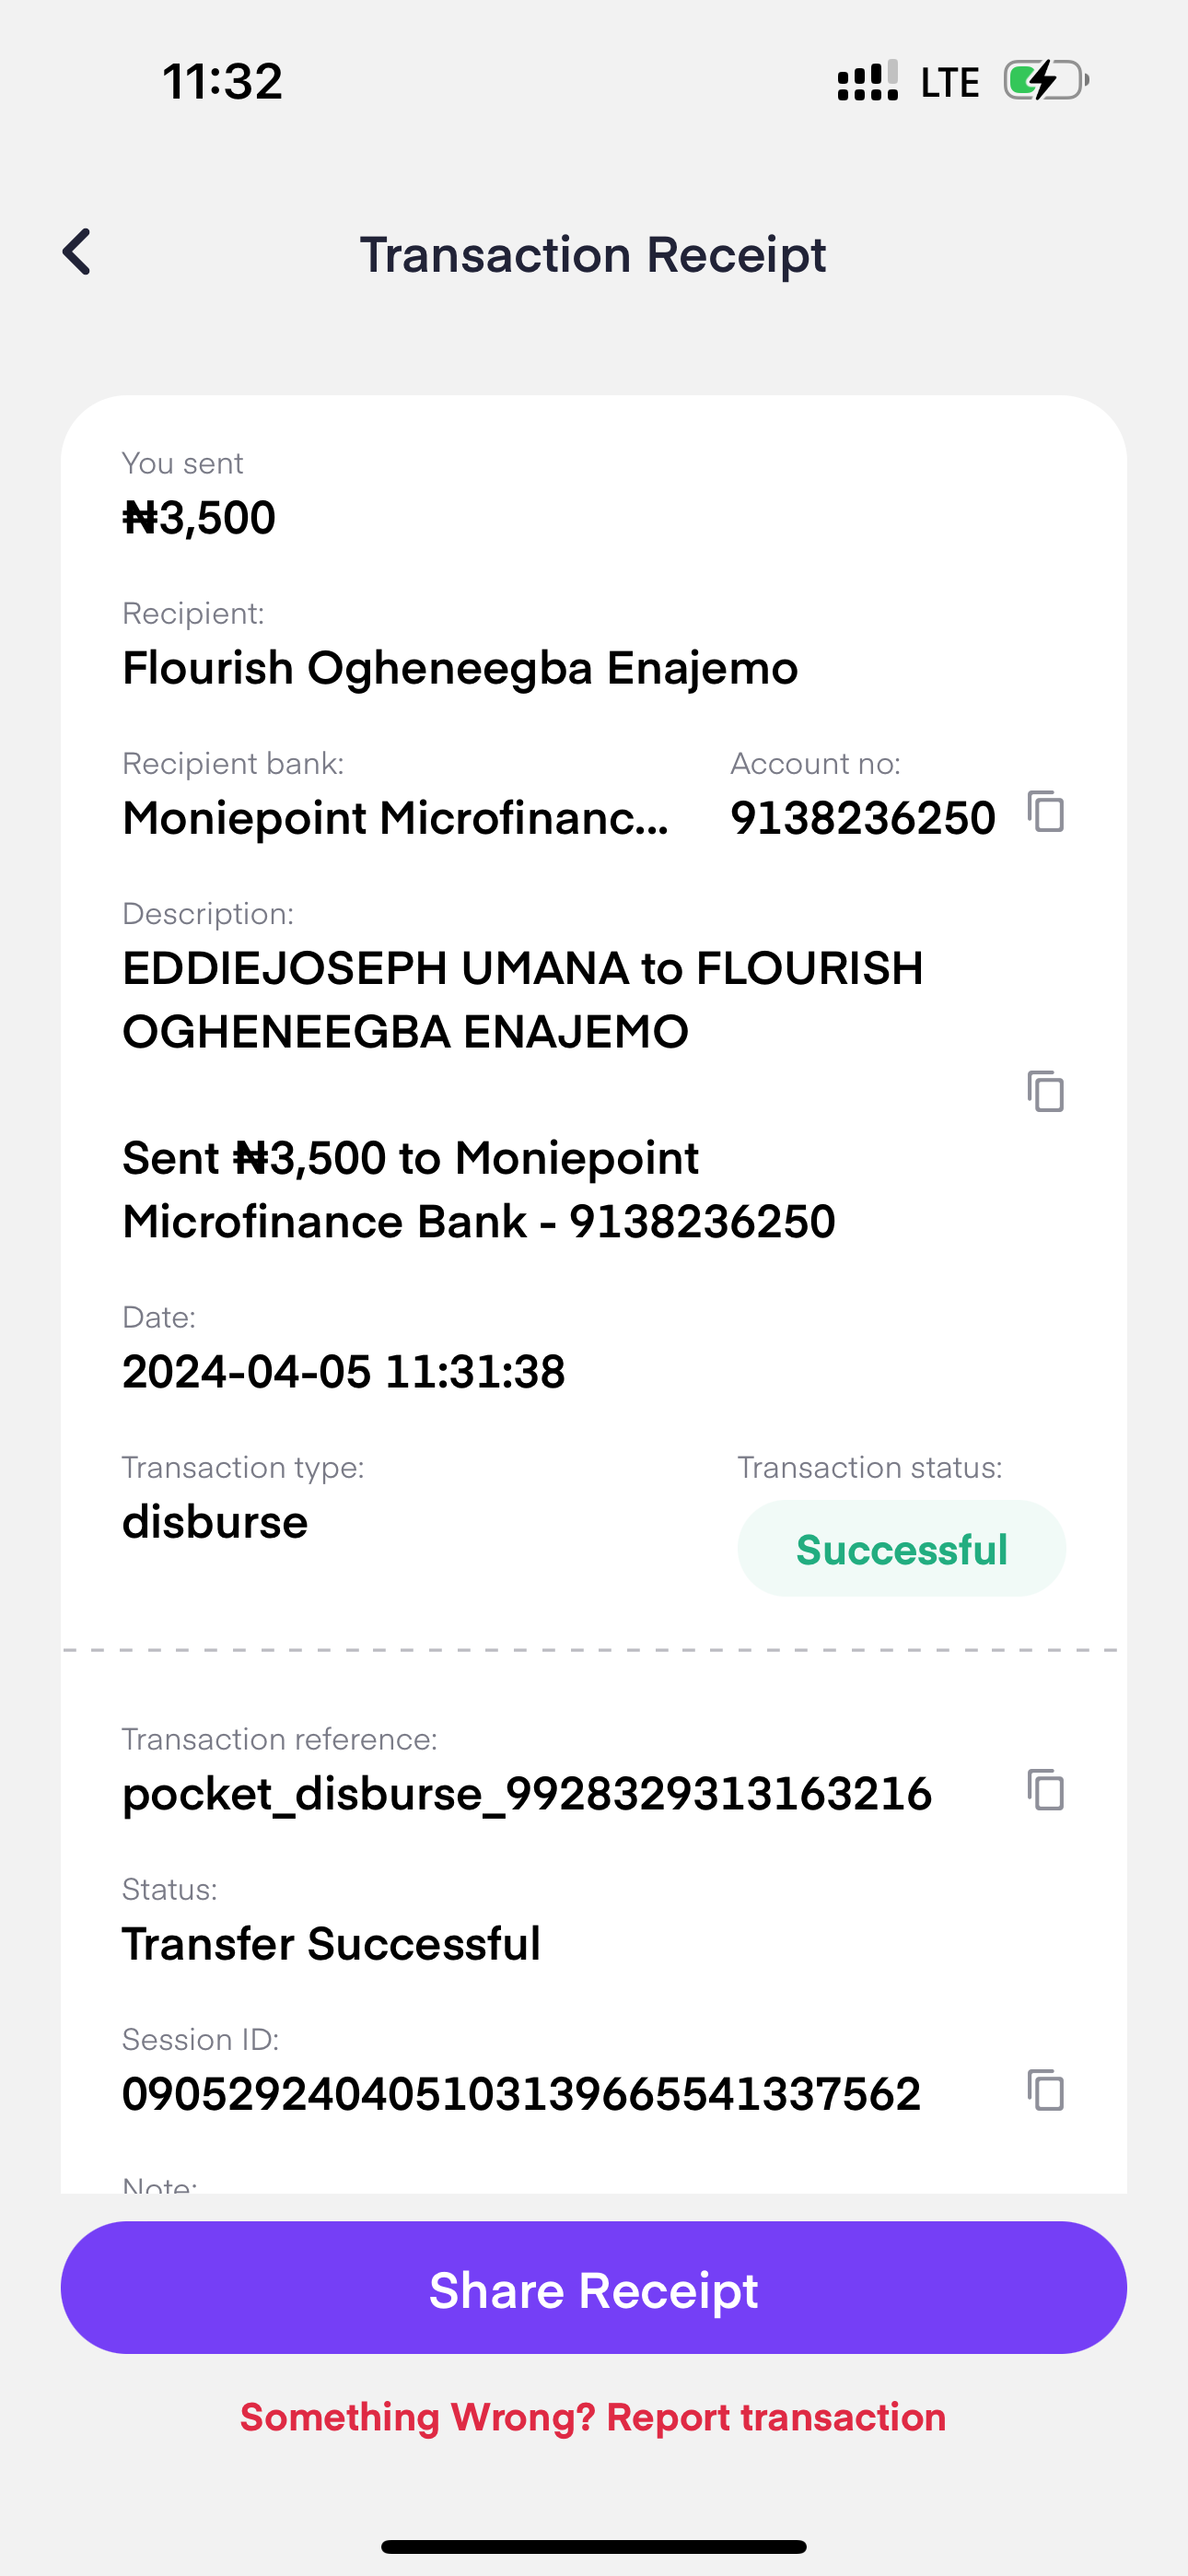 11:32
LTE
Transaction Receipt
You sent
₦3,500
Recipient:
Flourish Ogheneegba Enajemo
Recipient bank:
Moniepoint Microfinanc...
Account no:
9138236250
Description:
EDDIEJOSEPH UMANA to FLOURISH
OGHENEEGBA ENAJEMO
Sent ₦3,500 to Moniepoint
Microfinance Bank - 9138236250
Date:
2024-04-05 11:31:38
Transaction type:
disburse
Transaction status:
Successful
Transaction reference:
pocket_disburse_9928329313163216
Status:
Transfer Successful
Session ID:
090529240405103139665541337562
Note:
Share Receipt
Something Wrong? Report transaction